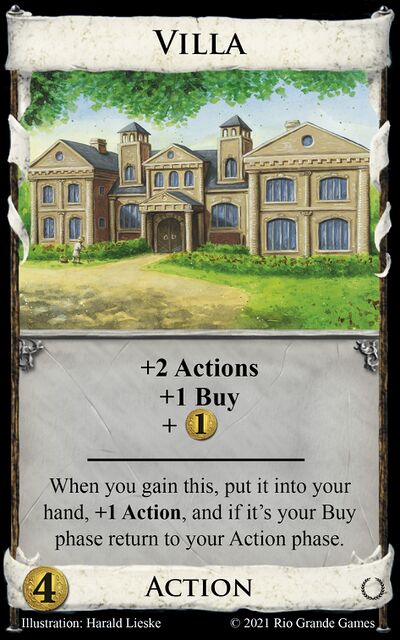 VILLA
+2 Actions
+1 Buy
+ 1
When you gain this, put it into your
hand, +1 Action, and if it's your Buy
phase return to your Action phase.
4
ACTION
Illustration: Harald Lieske
© 2021 Rio Grande Games